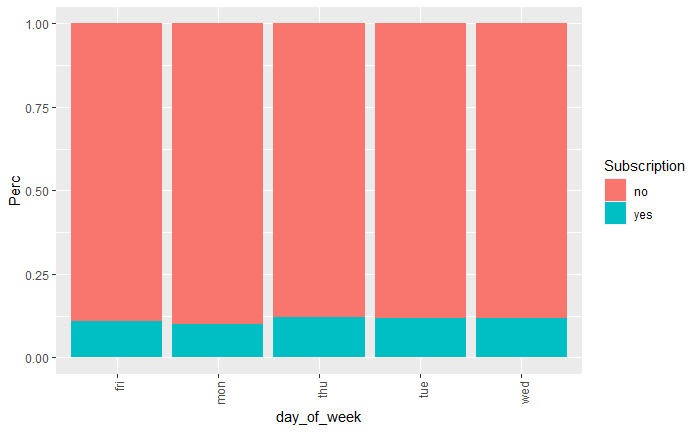 1.00
0.75
0.50
0.25
0.00
Perc
fri
mon
thu
tue
wed
day_of_week
Subscription
no
yes